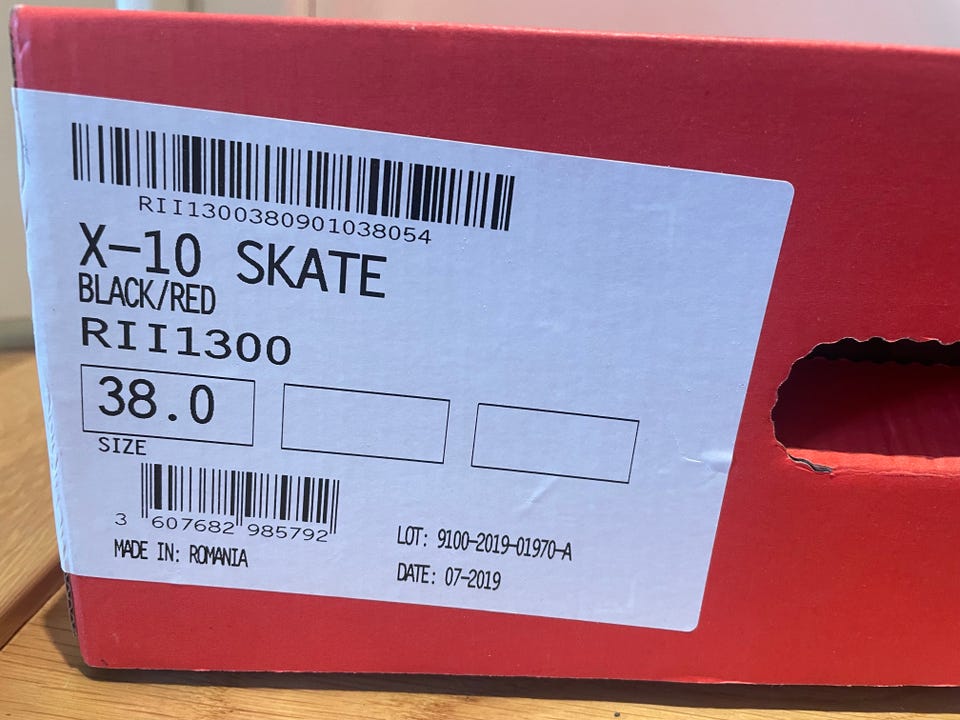 RII1300380901038054
X-10 SKATE
BLACK/RED
RII1300
38.0
SIZE
3 607682 985792
MADE IN: ROMANIA
LOT: 9100-2019-01970-A
DATE: 07-2019